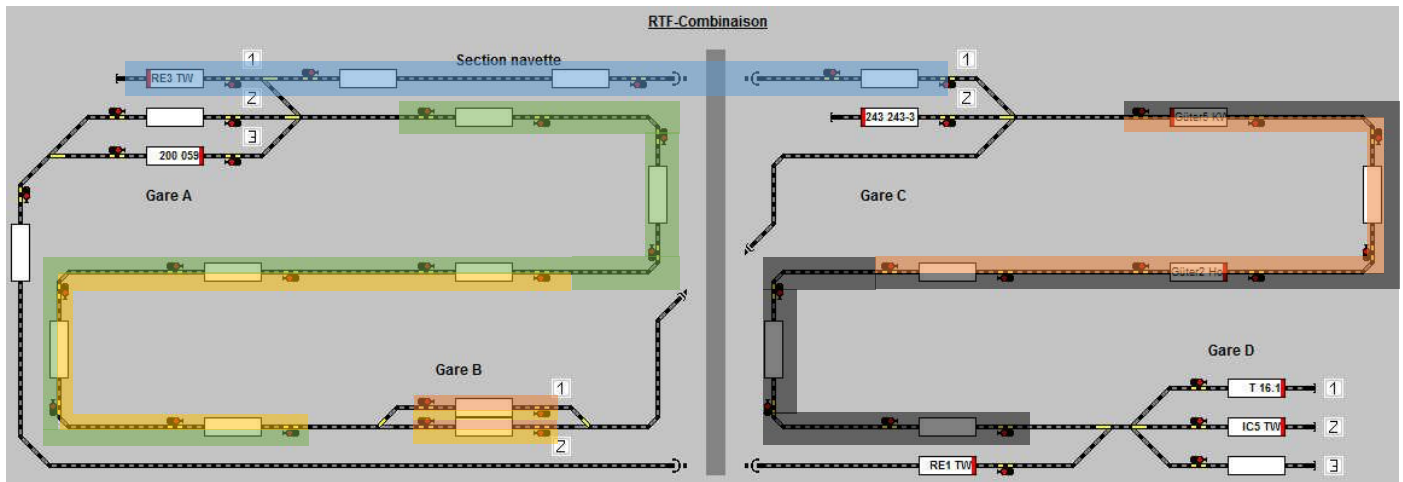 RTF-Combinaison
1
Section navette
1
RE3 TW
2
2
243 243-3
Güter5 KW
3
200 059
Gare A
Gare C
Güter2 Ho
Gare B
Gare D
1
T 16.1
1
IC5 TW
2
2
RE1 TW
3